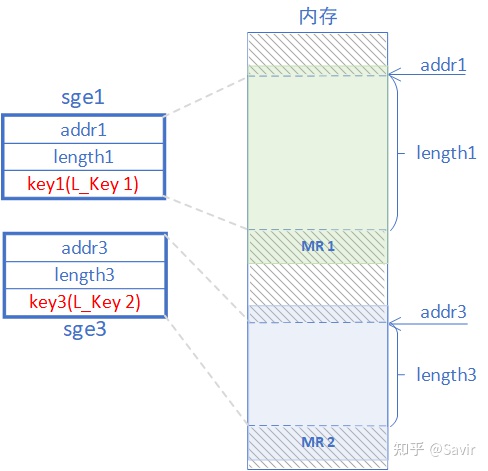 内存
addr1
sge1
addr1
length1
key1(L_Key 1)
length1
MR 1
addr3
length3
key3(L_Key 2)
sge3
addr3
length3
MR 2
知乎 @Savir